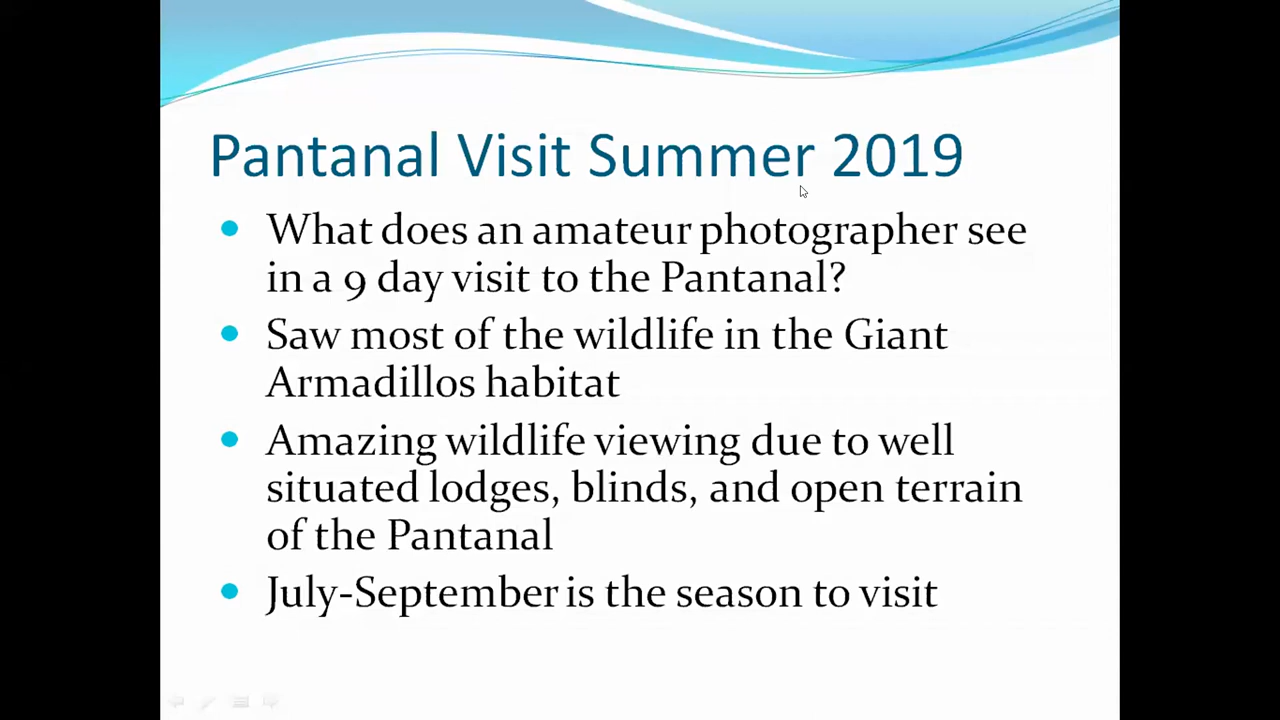 Pantanal Visit Summer 2019
• What does an amateur photographer see
in a 9 day visit to the Pantanal?
• Saw most of the wildlife in the Giant
Armadillos habitat
• Amazing wildlife viewing due to well
situated lodges, blinds, and open terrain
of the Pantanal
• July-September is the season to visit